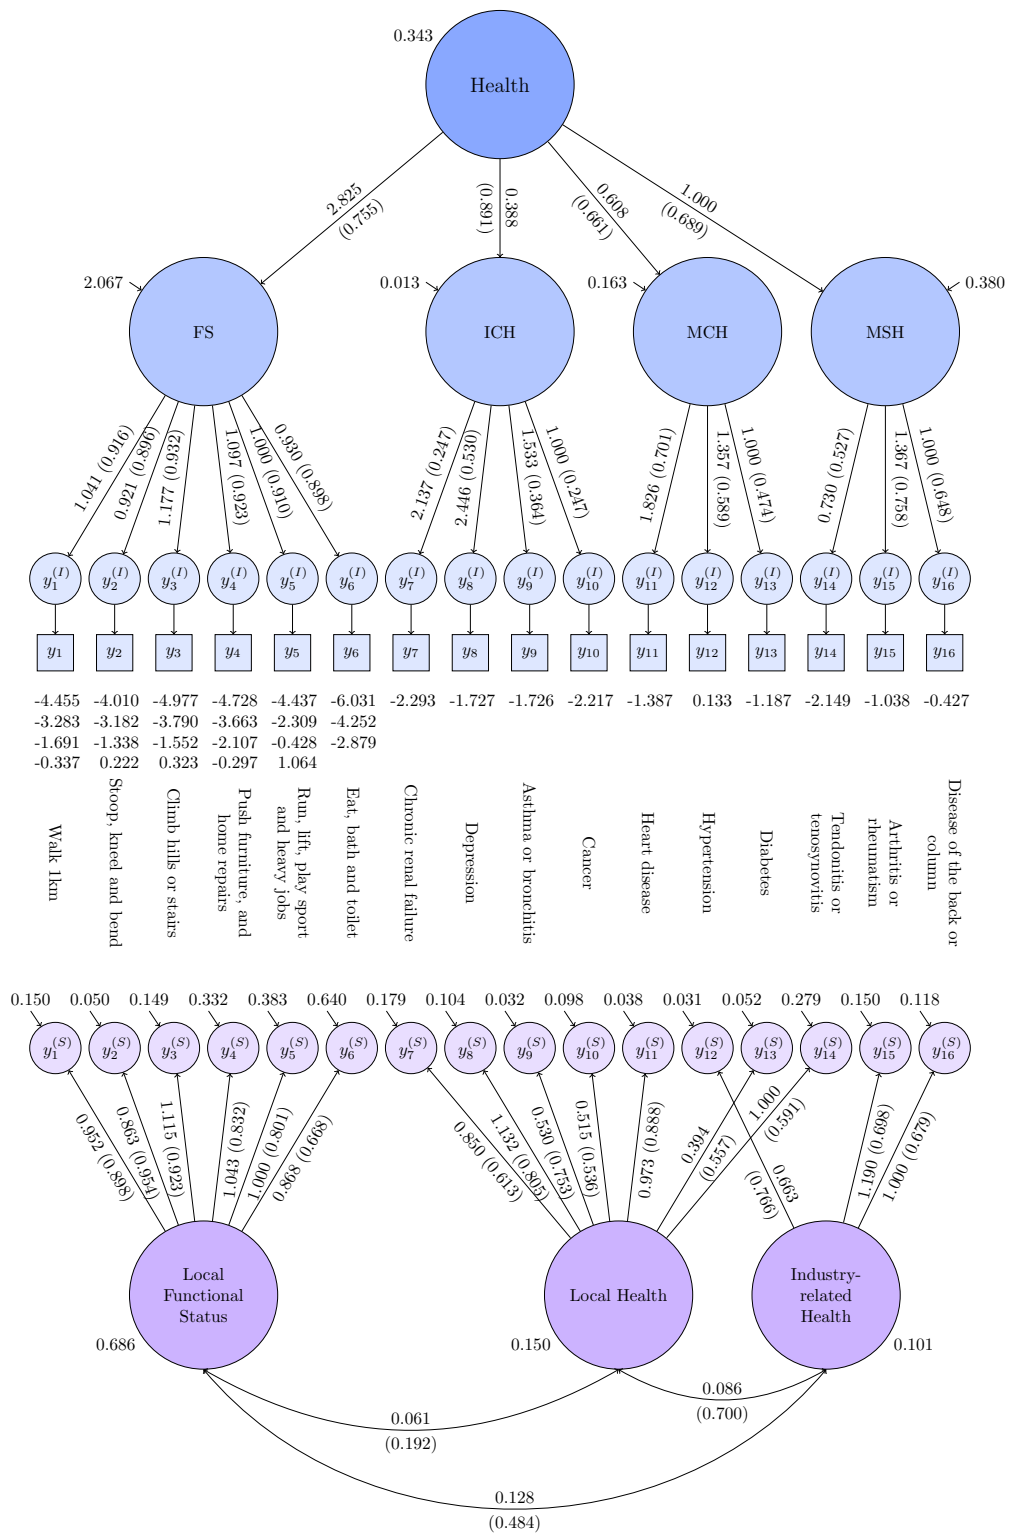 0.343
Health
2.825
(0.755)
0.388
(0.891)
0.608
(0.661)
1.000
(0.689)
2.067
FS
0.013
ICH
0.163
MCH
MSH
0.380
1.041 (0.916)
0.921 (0.896)
1.177 (0.932)
1.097 (0.923)
1.000 (0.910)
0.930 (0.898)
2.137 (0.247)
2.446 (0.530)
1.533 (0.364)
1.000 (0.247)
1.826 (0.701)
1.357 (0.589)
1.000 (0.474)
0.730 (0.527)
1.367 (0.758)
1.000 (0.648)
y₁^(I) y₂^(I) y₃^(I) y₄^(I) y₅^(I) y₆^(I) y₇^(I) y₈^(I) y₉^(I) y₁₀^(I) y₁₁^(I) y₁₂^(I) y₁₃^(I) y₁₄^(I) y₁₅^(I) y₁₆^(I)
y₁ y₂ y₃ y₄ y₅ y₆ y₇ y₈ y₉ y₁₀ y₁₁ y₁₂ y₁₃ y₁₄ y₁₅ y₁₆
-4.455 -4.010 -4.977 -4.728 -4.437 -6.031 -2.293 -1.727 -1.726 -2.217 -1.387 0.133 -1.187 -2.149 -1.038 -0.427
-3.283 -3.182 -3.790 -3.663 -2.309 -4.252
-1.691 -1.338 -1.552 -2.107 -0.428 -2.879
-0.337 0.222 0.323 -0.297 1.064
Walk 1km
Stoop, kneel and bend
Climb hills or stairs
Push furniture, and
home repairs
Run, lift, play sport
and heavy jobs
Eat, bath and toilet
Chronic renal failure
Depression
Asthma or bronchitis
Cancer
Heart disease
Hypertension
Diabetes
Tendonitis or
tenosynovitis
Arthritis or
rheumatism
Disease of the back or
column
0.150 0.050 0.149 0.332 0.383 0.640 0.179 0.104 0.032 0.098 0.038 0.031 0.052 0.279 0.150 0.118
y₁^(S) y₂^(S) y₃^(S) y₄^(S) y₅^(S) y₆^(S) y₇^(S) y₈^(S) y₉^(S) y₁₀^(S) y₁₁^(S) y₁₂^(S) y₁₃^(S) y₁₄^(S) y₁₅^(S) y₁₆^(S)
0.952 (0.898)
0.863 (0.954)
1.115 (0.923)
1.043 (0.832)
1.000 (0.801)
0.868 (0.668)
0.850 (0.613)
1.132 (0.805)
0.530 (0.753)
0.515 (0.536)
0.973 (0.888)
0.394
(0.557)
1.000
(0.591)
0.663
(0.766)
1.190 (0.698)
1.000 (0.679)
Local
Functional
Status
0.686
Local Health
0.150
Industry-
related
Health
0.101
0.086
(0.700)
0.061
(0.192)
0.128
(0.484)